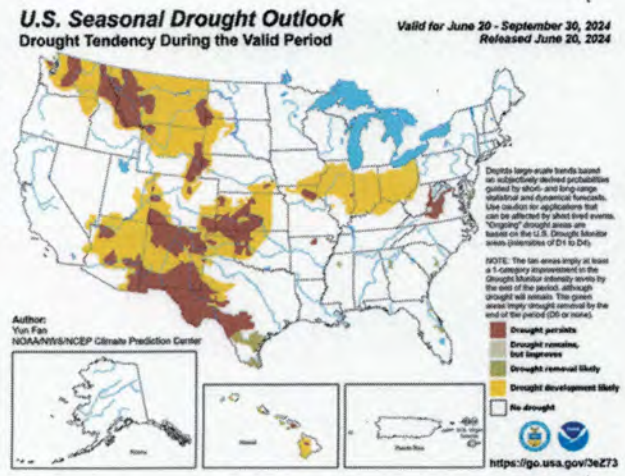 U.S. Seasonal Drought Outlook
Drought Tendency During the Valid Period
Valid for June 20 - September 30, 2024
Released June 20, 2024
Depicts large-scale trends based
on subjectively derived probabilities
guided by short- and long-range
statistical and dynamical forecasts.
Use caution for applications that
can be affected by short lived events.
"Ongoing" drought areas are
based on the U.S. Drought Monitor
areas (intensities of D1 to D4).
NOTE: The tan areas imply at least
a 1-category improvement in the
Drought Monitor intensity levels by
the end of the period, although
drought will remain. The green
areas imply drought removal by the
end of the period (D0 or none).
Author:
Yun Fan
NOAA/NWS/NCEP Climate Prediction Center
Drought persists
Drought remains,
but improves
Drought removal likely
Drought development likely
No drought
Alaska
Hawaii
Puerto Rico
https://go.usa.gov/3eZ73